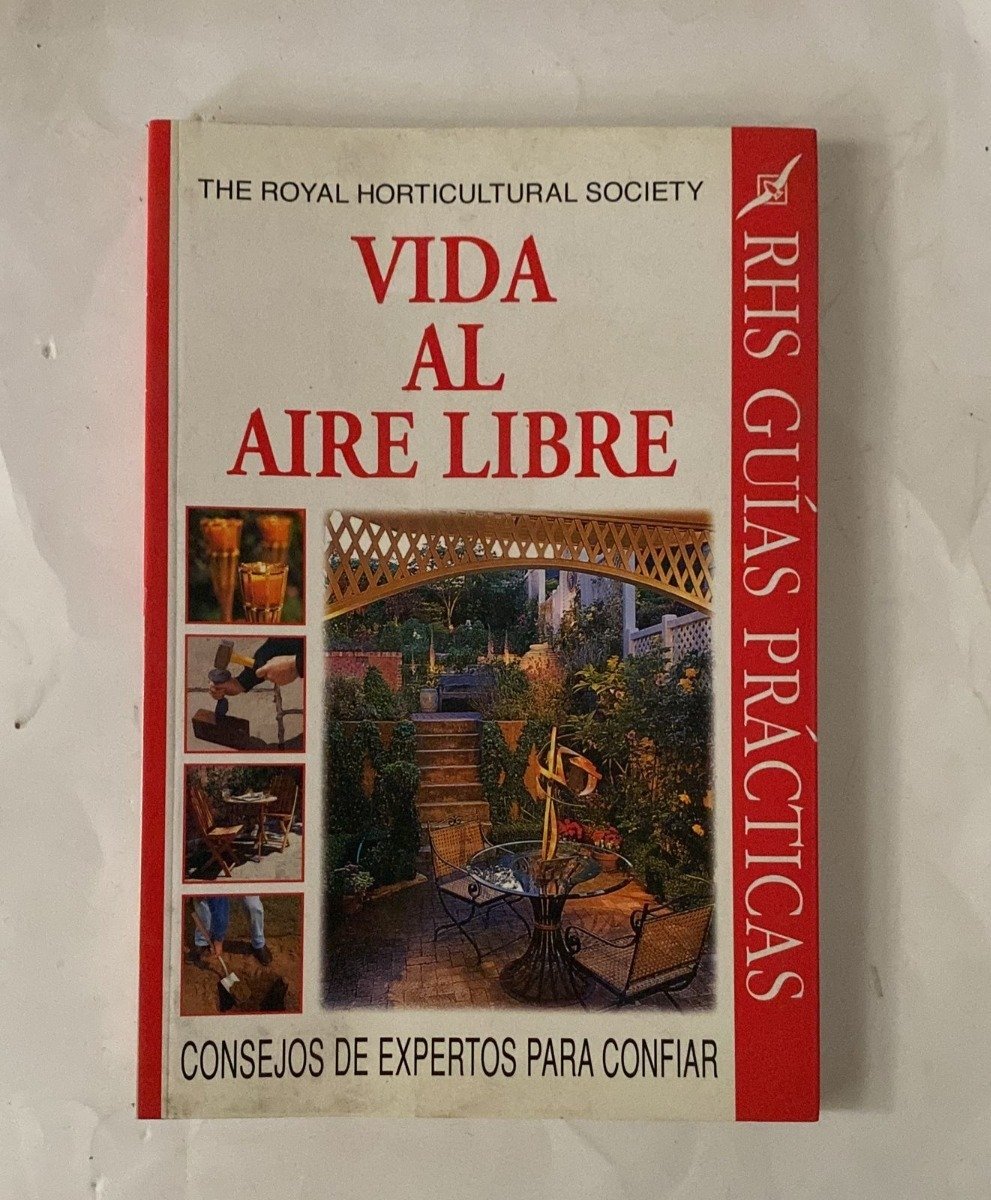 THE ROYAL HORTICULTURAL SOCIETY
VIDA
AL
AIRE LIBRE
CONSEJOS DE EXPERTOS PARA CONFIAR
RHS GUÍAS PRÁCTICAS